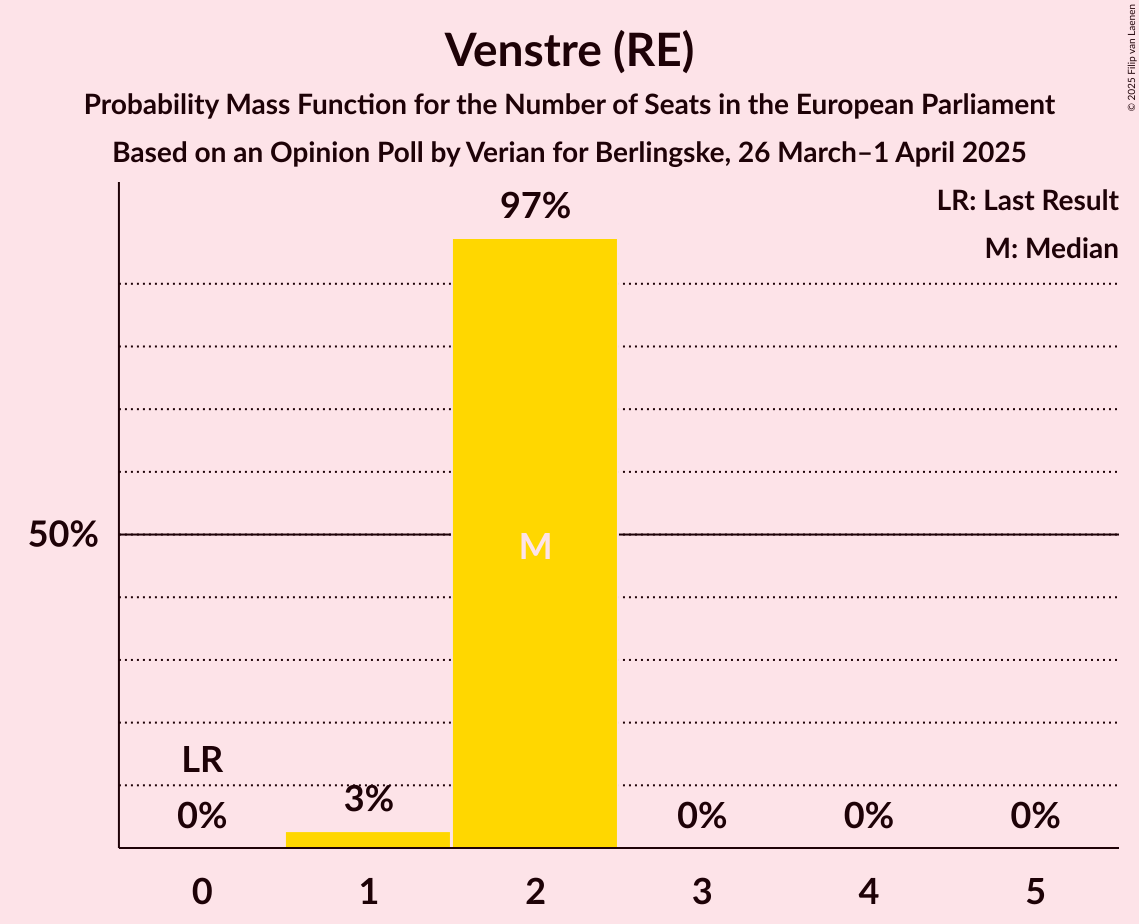 Venstre (RE)
Probability Mass Function for the Number of Seats in the European Parliament
Based on an Opinion Poll by Verian for Berlingske, 26 March–1 April 2025
© 2025 Filip van Laenen
LR: Last Result
M: Median
97%
50%
M
LR
0%
3%
0%
0%
0%
0
1
2
3
4
5